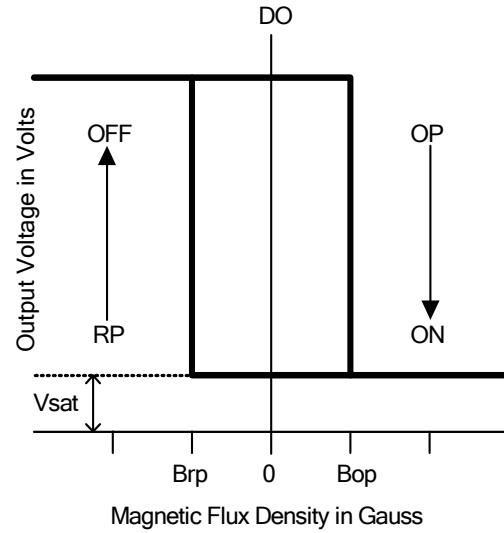 DO
Output Voltage in Volts
OFF
OP
RP
ON
Vsat
Brp
0
Bop
Magnetic Flux Density in Gauss